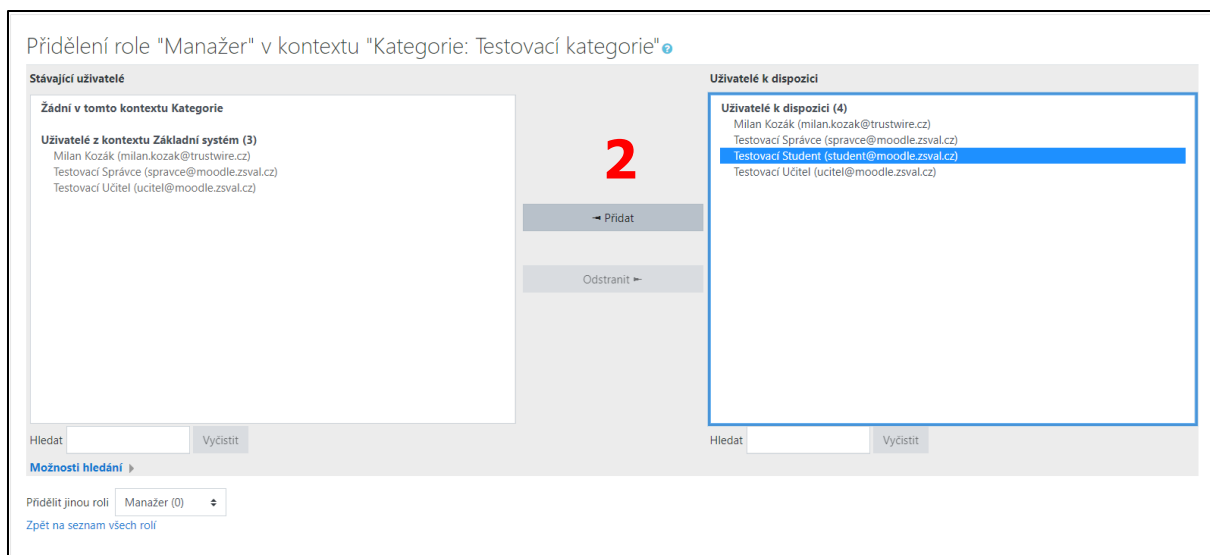 Přidělení role "Manažer" v kontextu "Kategorie: Testovací kategorie"
Stávající uživatelé
Žádní v tomto kontextu Kategorie
Uživatelé z kontextu Základní systém (3)
Milan Kozák (milan.kozak@trustwire.cz)
Testovací Správce (spravce@moodle.zsval.cz)
Testovací Učitel (ucitel@moodle.zsval.cz)
Hledat
Vyčistit
Možnosti hledání
2
Přidat
Odstranit
Uživatelé k dispozici
Uživatelé k dispozici (4)
Milan Kozák (milan.kozak@trustwire.cz)
Testovací Správce (spravce@moodle.zsval.cz)
Testovací Student (student@moodle.zsval.cz)
Testovací Učitel (ucitel@moodle.zsval.cz)
Hledat
Vyčistit
Přidělit jinou roli Manažer (0)
Zpět na seznam všech rolí